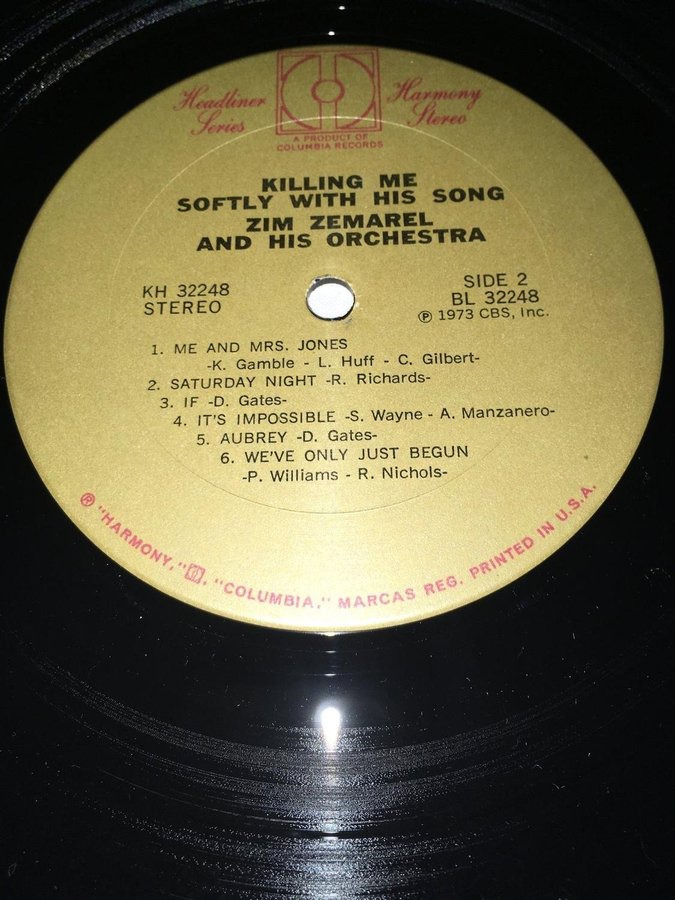 Headliner Series
Harmony Stereo
A PRODUCT OF
COLUMBIA RECORDS
KILLING ME
SOFTLY WITH HIS SONG
ZIM ZEMAREL
AND HIS ORCHESTRA
KH 32248
STEREO
SIDE 2
BL 32248
℗ 1973 CBS, Inc.
1. ME AND MRS. JONES
-K. Gamble - L. Huff - C. Gilbert-
2. SATURDAY NIGHT -R. Richards-
3. IF -D. Gates-
4. IT'S IMPOSSIBLE -S. Wayne - A. Manzanero-
5. AUBREY -D. Gates-
6. WE'VE ONLY JUST BEGUN
-P. Williams - R. Nichols-
® "HARMONY," , "COLUMBIA," MARCAS REG. PRINTED IN U.S.A.